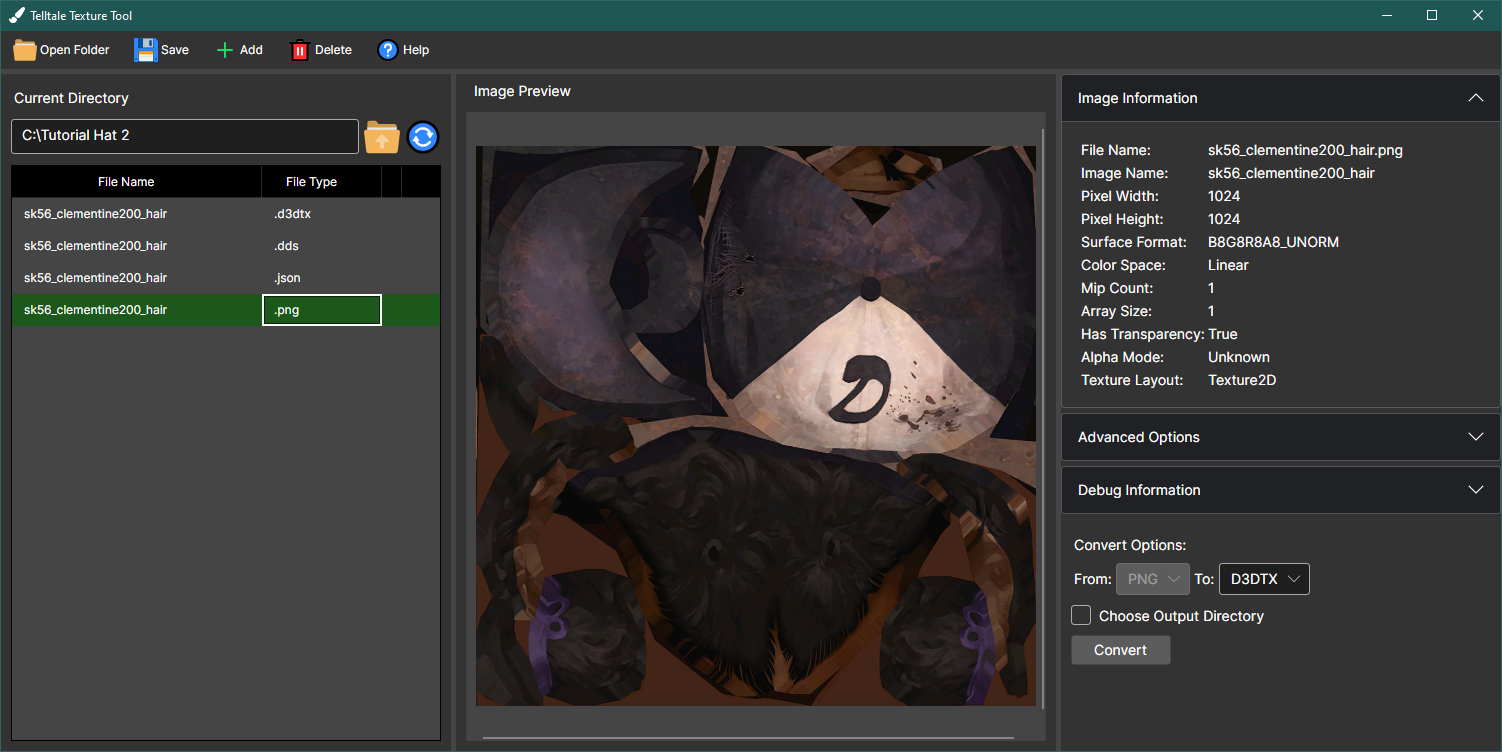 Telltale Texture Tool
Open Folder Save Add Delete Help
Current Directory
C:\Tutorial Hat 2
File Name File Type
sk56_clementine200_hair .d3dtx
sk56_clementine200_hair .dds
sk56_clementine200_hair .json
sk56_clementine200_hair .png
Image Preview
D
Image Information
File Name: sk56_clementine200_hair.png
Image Name: sk56_clementine200_hair
Pixel Width: 1024
Pixel Height: 1024
Surface Format: B8G8R8A8_UNORM
Color Space: Linear
Mip Count: 1
Array Size: 1
Has Transparency: True
Alpha Mode: Unknown
Texture Layout: Texture2D
Advanced Options
Debug Information
Convert Options:
From: PNG To: D3DTX
Choose Output Directory
Convert